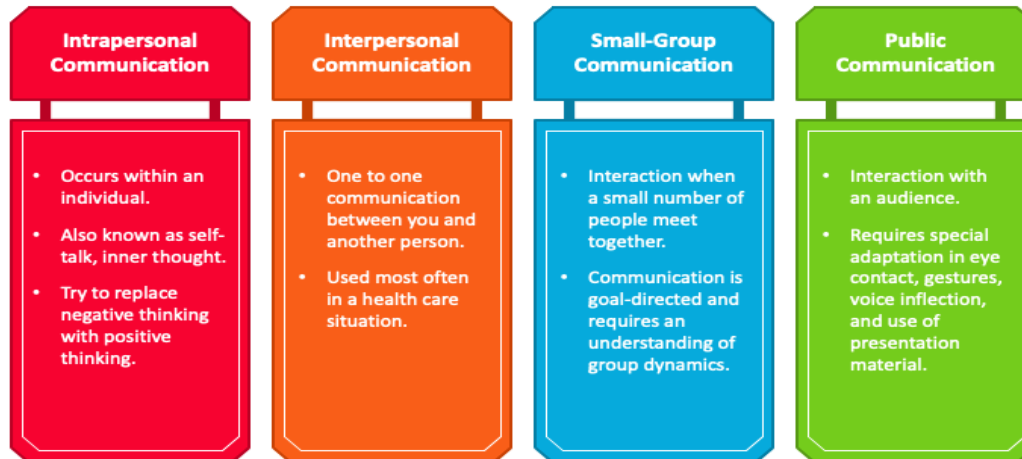 Intrapersonal
Communication
• Occurs within an
individual.
• Also known as self-
talk, inner thought.
• Try to replace
negative thinking
with positive
thinking.
Interpersonal
Communication
• One to one
communication
between you and
another person.
• Used most often
in a health care
situation.
Small-Group
Communication
• Interaction when
a small number of
people meet
together.
• Communication is
goal-directed and
requires an
understanding of
group dynamics.
Public
Communication
• Interaction with
an audience.
• Requires special
adaptation in eye
contact, gestures,
voice inflection,
and use of
presentation
material.